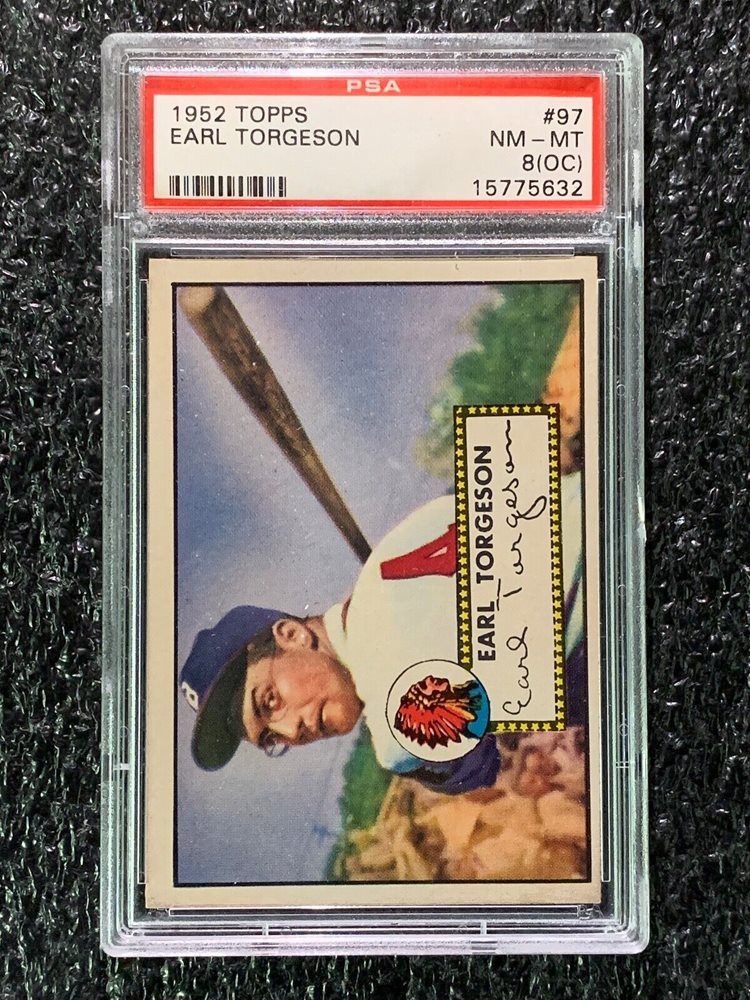 PSA
1952 TOPPS #97
EARL TORGESON NM - MT
8(OC)
15775632
EARL TORGESON
Earl Torgeson
B